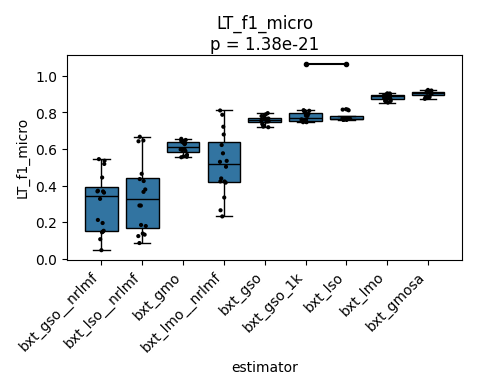 LT_f1_micro
p = 1.38e-21
LT_f1_micro
1.0
0.8
0.6
0.4
0.2
0.0
bxt_gso__nrlmf
bxt_lso__nrlmf
bxt_gmo
bxt_lmo__nrlmf
bxt_gso
bxt_gso_1k
bxt_lso
bxt_lmo
bxt_gmosa
estimator